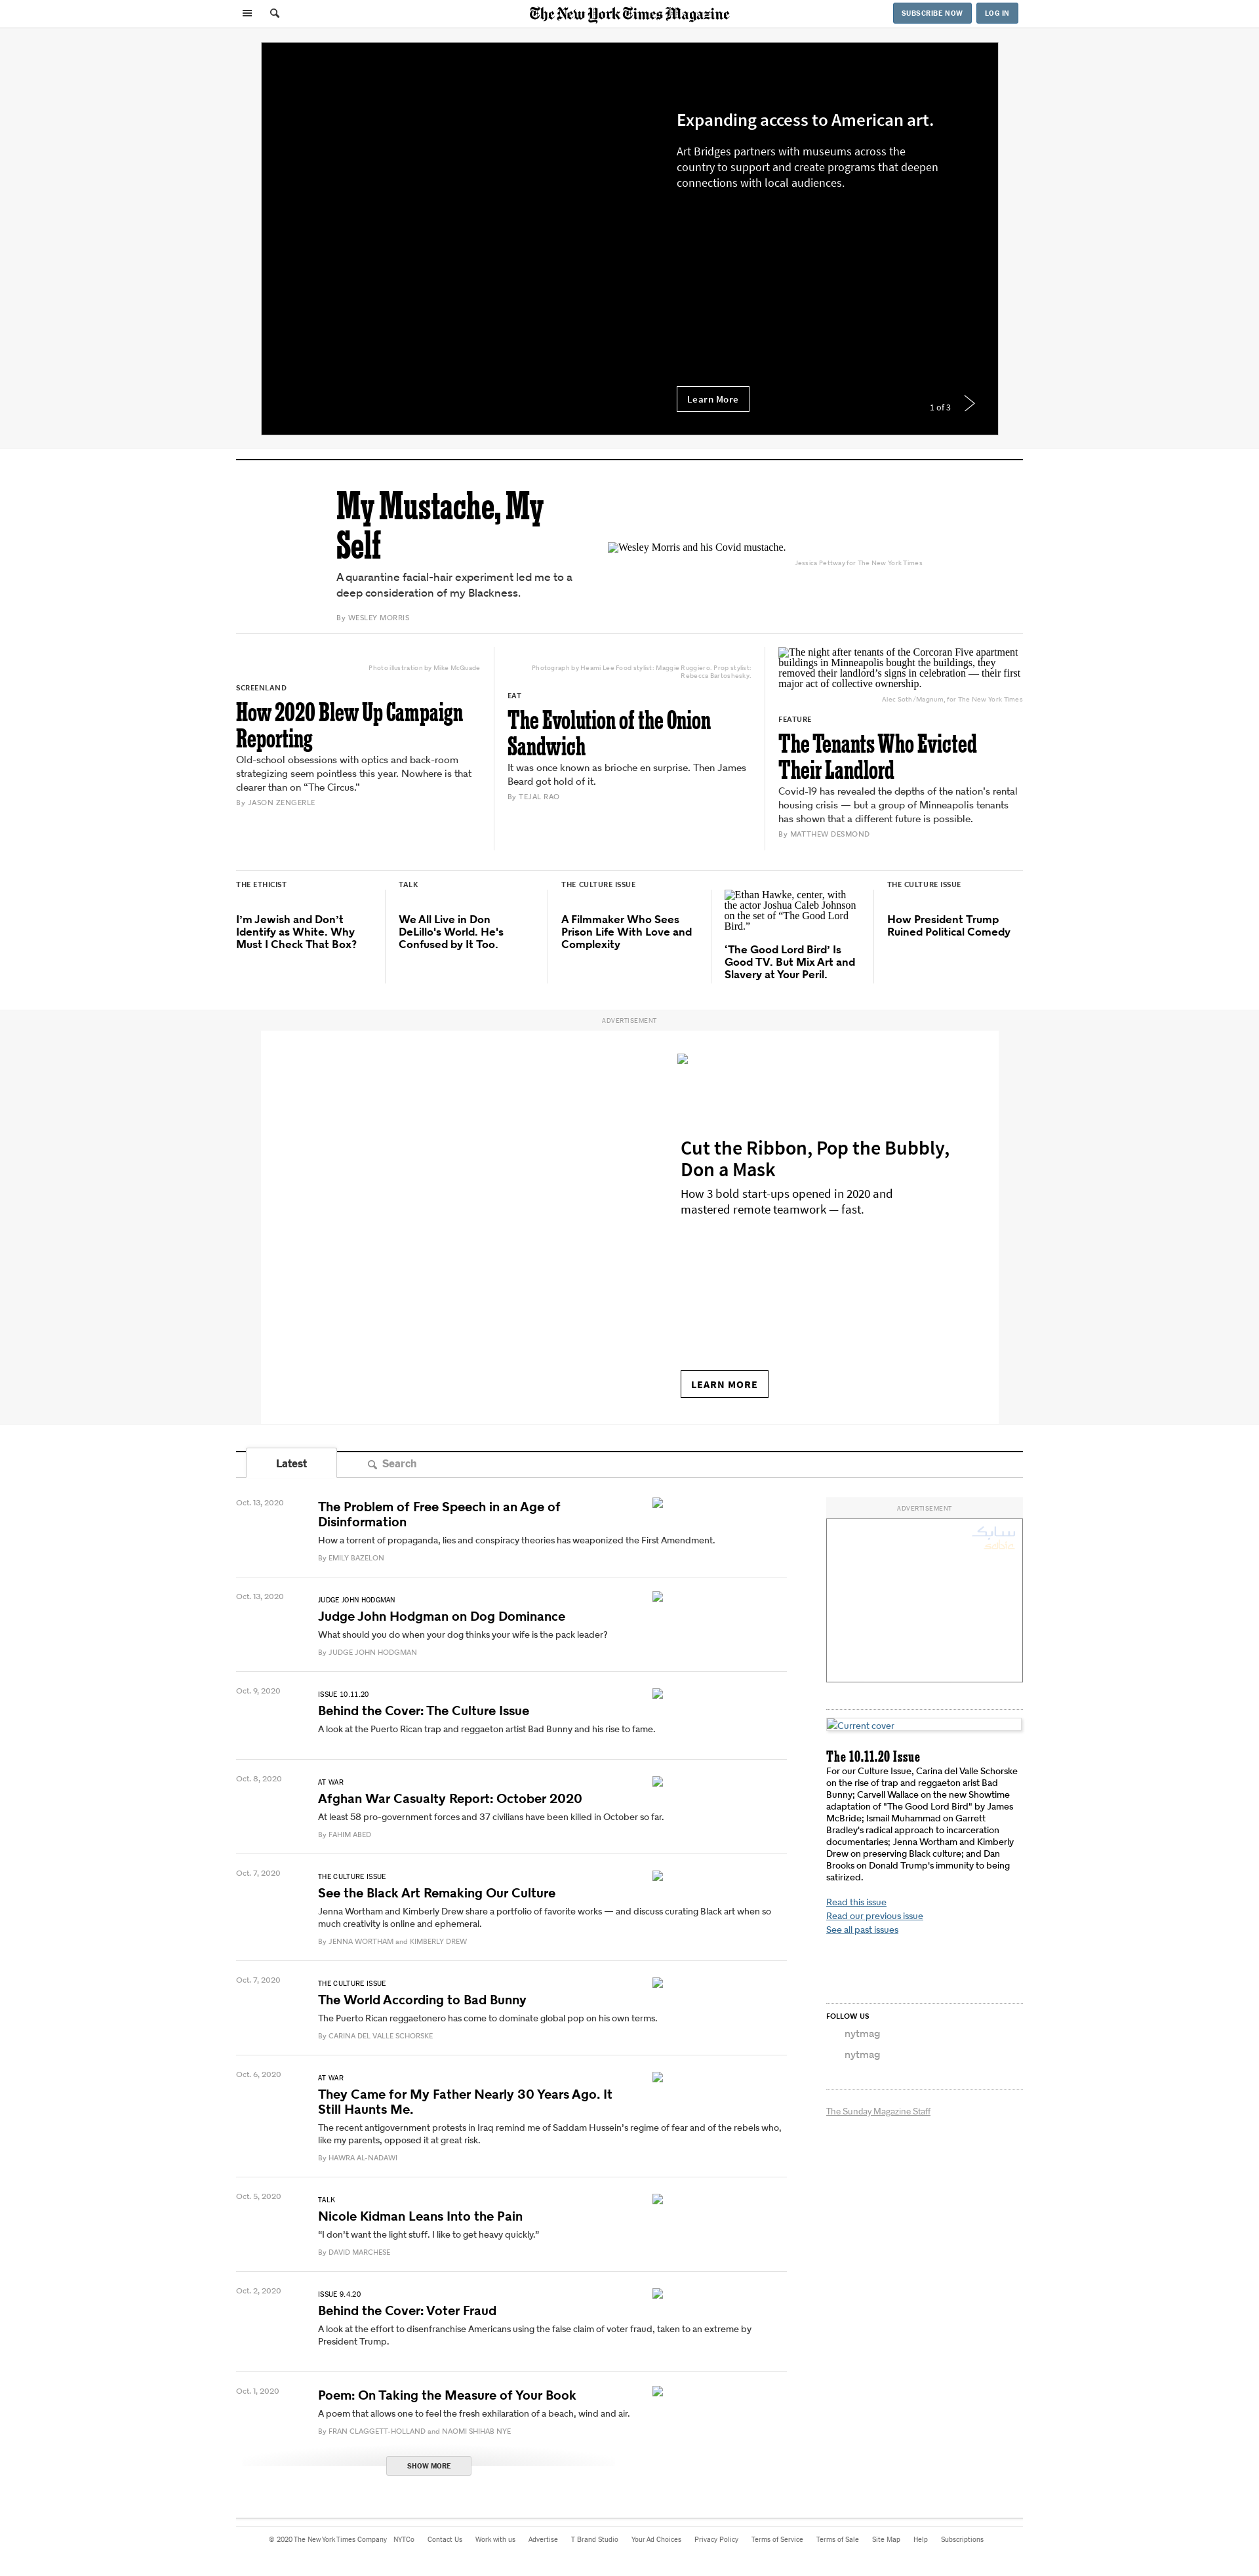 The New York Times Magazine
SUBSCRIBE NOW
LOG IN
Expanding access to American art.
Art Bridges partners with museums across the
country to support and create programs that deepen
connections with local audiences.
Learn More
1 of 3
My Mustache, My
Self
A quarantine facial-hair experiment led me to a
deep consideration of my Blackness.
By WESLEY MORRIS
Wesley Morris and his Covid mustache.
Jessica Pettway for The New York Times
Photo illustration by Mike McQuade
SCREENLAND
How 2020 Blew Up Campaign
Reporting
Old-school obsessions with optics and back-room
strategizing seem pointless this year. Nowhere is that
clearer than on “The Circus.”
By JASON ZENGERLE
Photograph by Heami Lee Food stylist: Maggie Ruggiero. Prop stylist:
Rebecca Bartoshesky.
EAT
The Evolution of the Onion
Sandwich
It was once known as brioche en surprise. Then James
Beard got hold of it.
By TEJAL RAO
The night after tenants of the Corcoran Five apartment
buildings in Minneapolis bought the buildings, they
removed their landlord’s signs in celebration — their first
major act of collective ownership.
Alec Soth/Magnum, for The New York Times
FEATURE
The Tenants Who Evicted
Their Landlord
Covid-19 has revealed the depths of the nation’s rental
housing crisis — but a group of Minneapolis tenants
has shown that a different future is possible.
By MATTHEW DESMOND
THE ETHICIST
I’m Jewish and Don’t
Identify as White. Why
Must I Check That Box?
TALK
We All Live in Don
DeLillo's World. He's
Confused by It Too.
THE CULTURE ISSUE
A Filmmaker Who Sees
Prison Life With Love and
Complexity
Ethan Hawke, center, with
the actor Joshua Caleb Johnson
on the set of “The Good Lord
Bird.”
‘The Good Lord Bird’ Is
Good TV. But Mix Art and
Slavery at Your Peril.
THE CULTURE ISSUE
How President Trump
Ruined Political Comedy
ADVERTISEMENT
Cut the Ribbon, Pop the Bubbly,
Don a Mask
How 3 bold start-ups opened in 2020 and
mastered remote teamwork — fast.
LEARN MORE
Latest
Search
Oct. 13, 2020
The Problem of Free Speech in an Age of
Disinformation
How a torrent of propaganda, lies and conspiracy theories has weaponized the First Amendment.
By EMILY BAZELON
Oct. 13, 2020
JUDGE JOHN HODGMAN
Judge John Hodgman on Dog Dominance
What should you do when your dog thinks your wife is the pack leader?
By JUDGE JOHN HODGMAN
Oct. 9, 2020
ISSUE 10.11.20
Behind the Cover: The Culture Issue
A look at the Puerto Rican trap and reggaeton artist Bad Bunny and his rise to fame.
Oct. 8, 2020
AT WAR
Afghan War Casualty Report: October 2020
At least 58 pro-government forces and 37 civilians have been killed in October so far.
By FAHIM ABED
Oct. 7, 2020
THE CULTURE ISSUE
See the Black Art Remaking Our Culture
Jenna Wortham and Kimberly Drew share a portfolio of favorite works — and discuss curating Black art when so
much creativity is online and ephemeral.
By JENNA WORTHAM and KIMBERLY DREW
Oct. 7, 2020
THE CULTURE ISSUE
The World According to Bad Bunny
The Puerto Rican reggaetonero has come to dominate global pop on his own terms.
By CARINA DEL VALLE SCHORSKE
Oct. 6, 2020
AT WAR
They Came for My Father Nearly 30 Years Ago. It
Still Haunts Me.
The recent antigovernment protests in Iraq remind me of Saddam Hussein’s regime of fear and of the rebels who,
like my parents, opposed it at great risk.
By HAWRA AL-NADAWI
Oct. 5, 2020
TALK
Nicole Kidman Leans Into the Pain
“I don’t want the light stuff. I like to get heavy quickly.”
By DAVID MARCHESE
Oct. 2, 2020
ISSUE 9.4.20
Behind the Cover: Voter Fraud
A look at the effort to disenfranchise Americans using the false claim of voter fraud, taken to an extreme by
President Trump.
Oct. 1, 2020
Poem: On Taking the Measure of Your Book
A poem that allows one to feel the fresh exhilaration of a beach, wind and air.
By FRAN CLAGGETT-HOLLAND and NAOMI SHIHAB NYE
SHOW MORE
ADVERTISEMENT
سابك
sabic
Current cover
The 10.11.20 Issue
For our Culture Issue, Carina del Valle Schorske
on the rise of trap and reggaeton arist Bad
Bunny; Carvell Wallace on the new Showtime
adaptation of "The Good Lord Bird" by James
McBride; Ismail Muhammad on Garrett
Bradley's radical approach to incarceration
documentaries; Jenna Wortham and Kimberly
Drew on preserving Black culture; and Dan
Brooks on Donald Trump's immunity to being
satirized.
Read this issue
Read our previous issue
See all past issues
FOLLOW US
nytmag
nytmag
The Sunday Magazine Staff
© 2020 The New York Times Company NYTCo Contact Us Work with us Advertise T Brand Studio Your Ad Choices Privacy Policy Terms of Service Terms of Sale Site Map Help Subscriptions